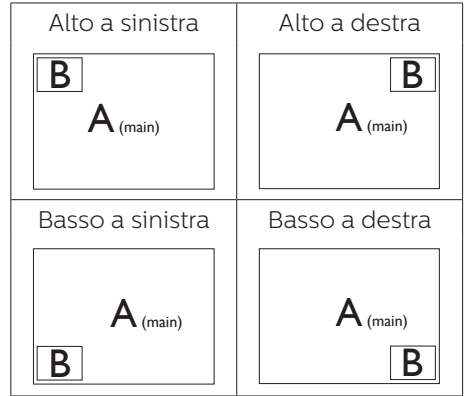 Alto a sinistra
Alto a destra
B
A (main)
B
A (main)
Basso a sinistra
Basso a destra
A (main)
B
A (main)
B